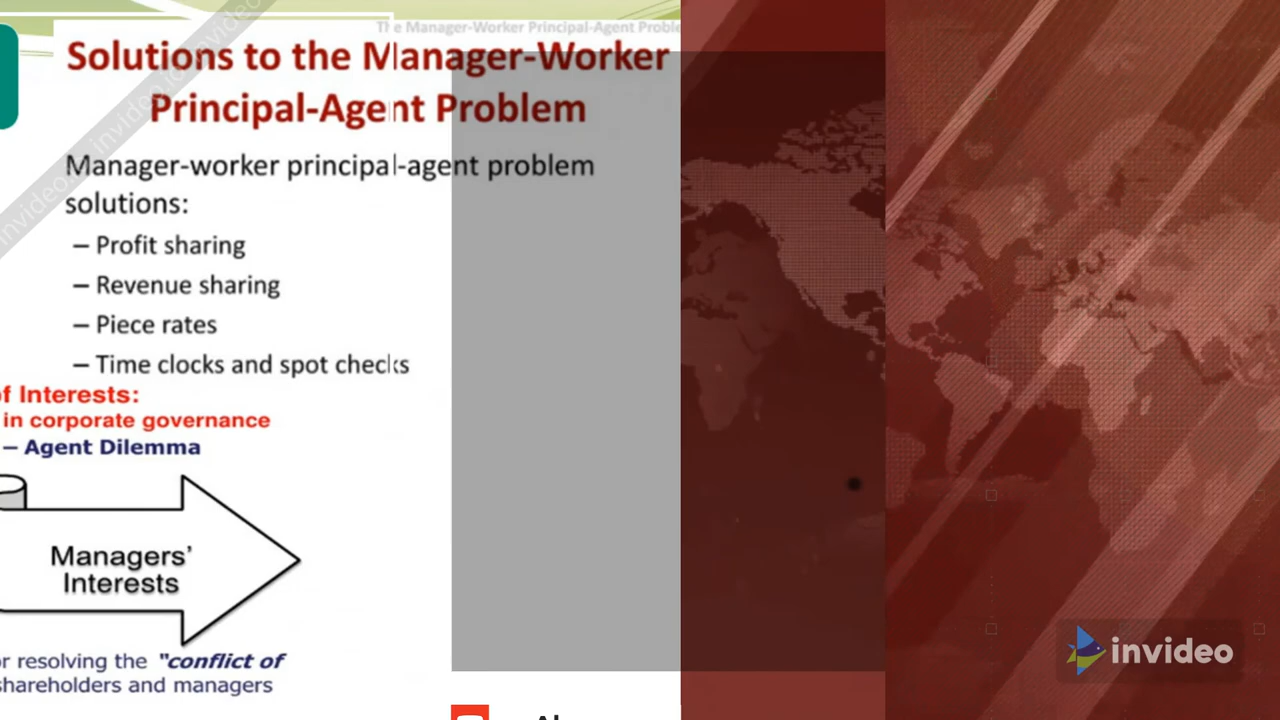 The Manager-Worker Principal-Agent Proble
Solutions to the Manager-Worker
Principal-Agent Problem
Manager-worker principal-agent problem
solutions:
– Profit sharing
– Revenue sharing
– Piece rates
– Time clocks and spot checks
of Interests:
in corporate governance
– Agent Dilemma
Managers’
Interests
or resolving the "conflict of
shareholders and managers
invideo